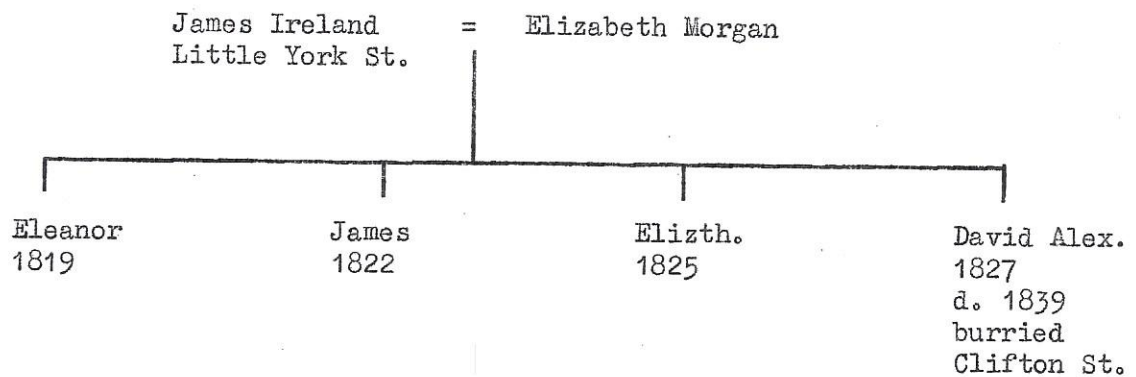 James Ireland = Elizabeth Morgan
Little York St.
Eleanor
1819
James
1822
Elizth.
1825
David Alex.
1827
d. 1839
burried
Clifton St.